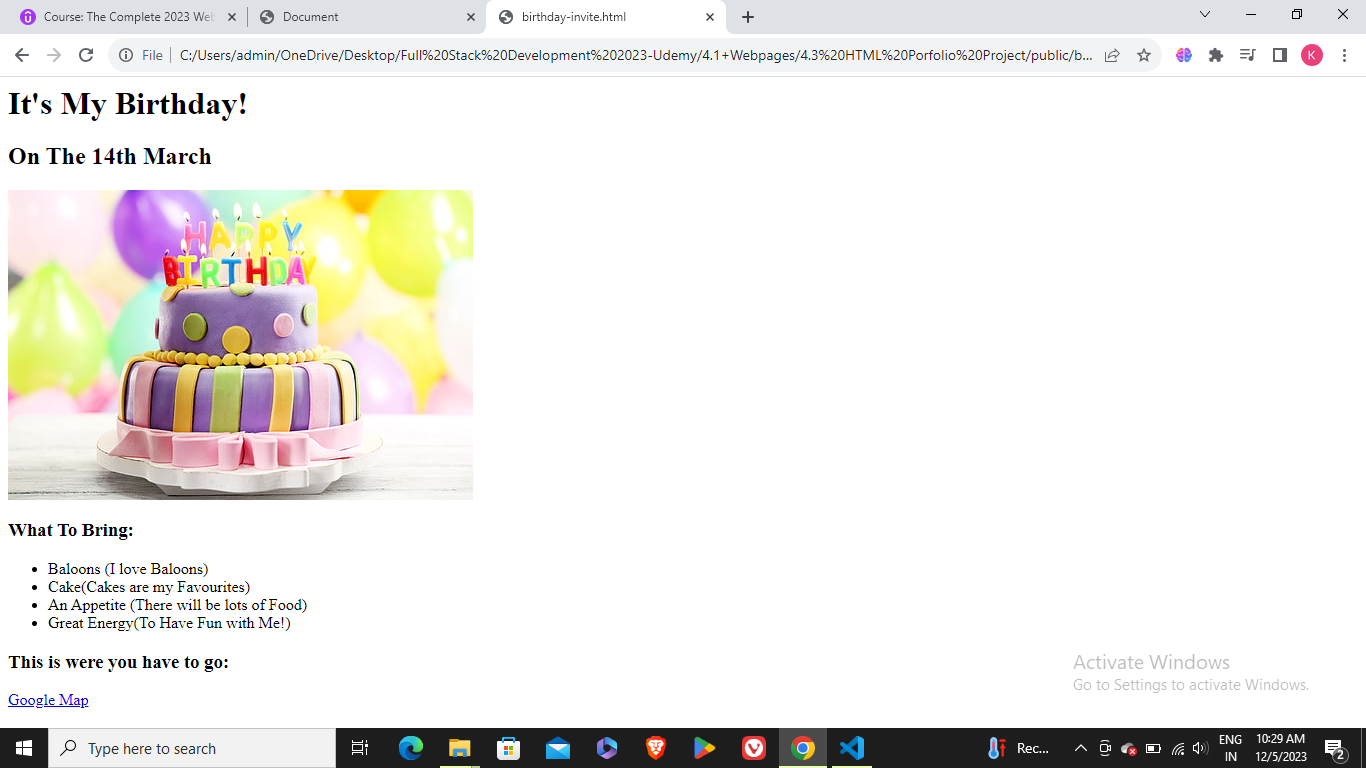 Course: The Complete 2023 Web
Document
birthday-invite.html
File
C:/Users/admin/OneDrive/Desktop/Full%20Stack%20Development%202023-Udemy/4.1+Webpages/4.3%20HTML%20Porfolio%20Project/public/b...
K
It's My Birthday!
On The 14th March
HAPPY
BIRTHDAY
What To Bring:
Baloons (I love Baloons)
Cake(Cakes are my Favourites)
An Appetite (There will be lots of Food)
Great Energy(To Have Fun with Me!)
This is were you have to go:
Google Map
Activate Windows
Go to Settings to activate Windows.
Type here to search
Rec...
ENG
IN
10:29 AM
12/5/2023
2